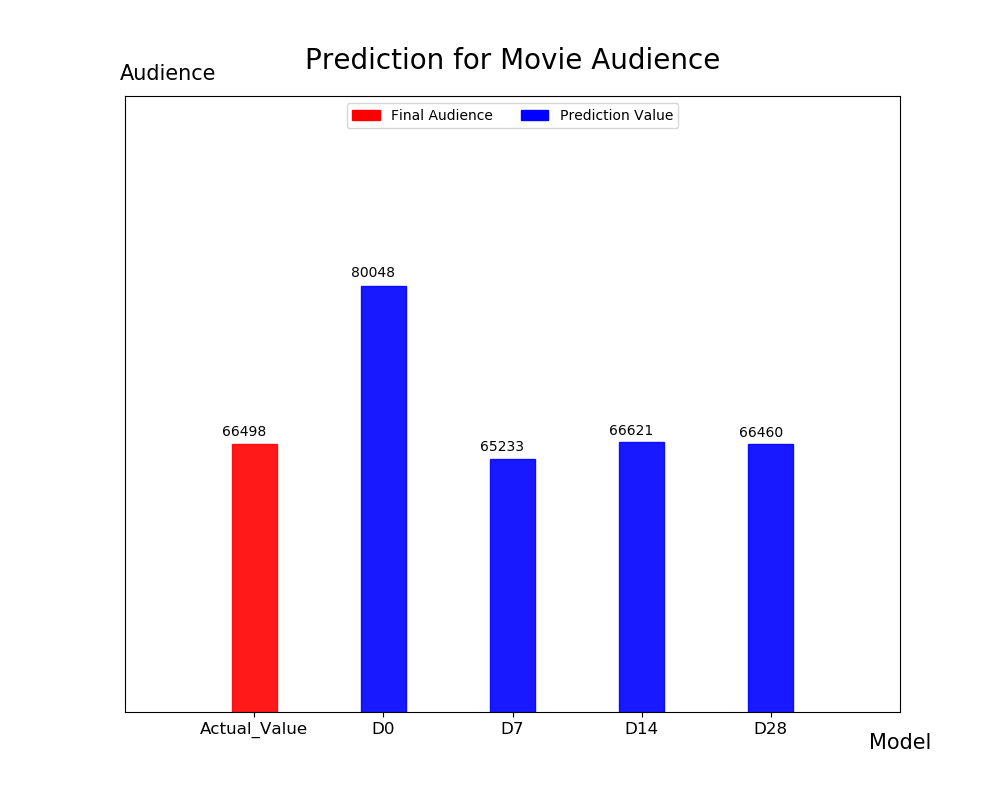 Prediction for Movie Audience
Audience
Final Audience
Prediction Value
80048
66498
65233
66621
66460
Actual_Value
D0
D7
D14
D28
Model